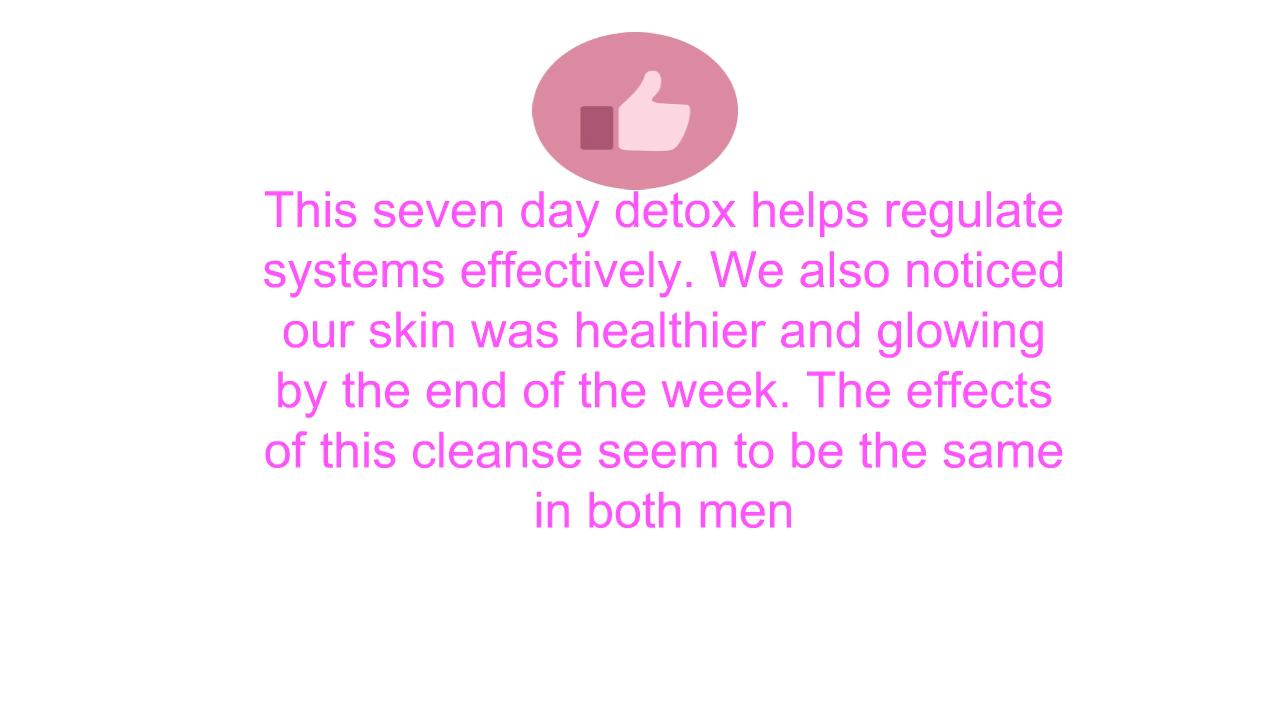 This seven day detox helps regulate
systems effectively. We also noticed
our skin was healthier and glowing
by the end of the week. The effects
of this cleanse seem to be the same
in both men